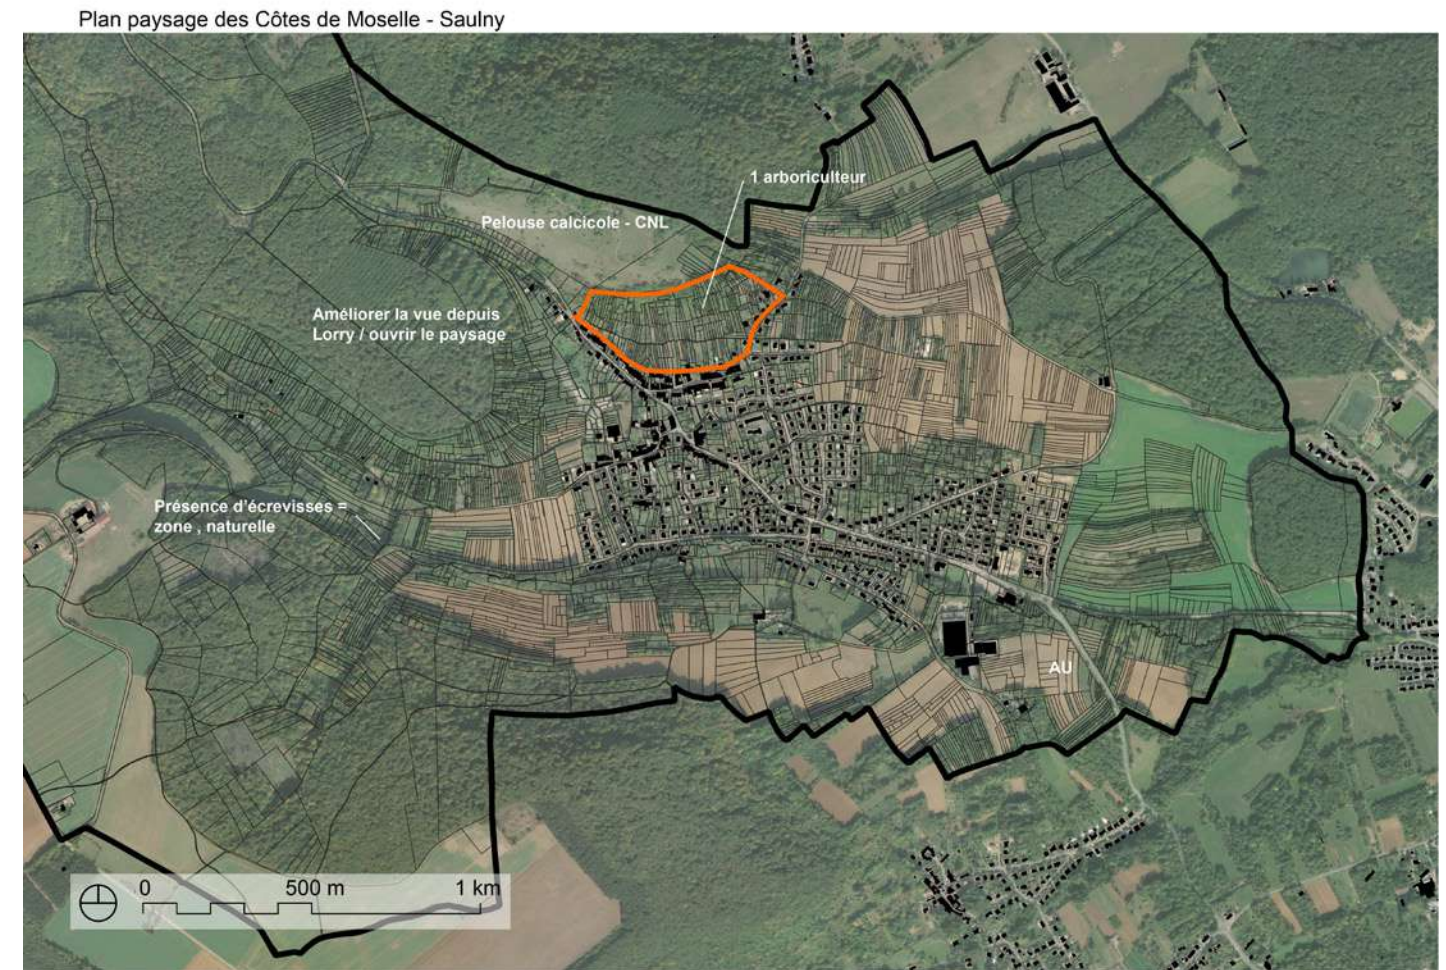 Plan paysage des Côtes de Moselle - Saulny
1 arboriculteur
Pelouse calcicole - CNL
Améliorer la vue depuis
Lorry / ouvrir le paysage
Présence d'écrevisses =
zone , naturelle
AU
0 500 m 1 km